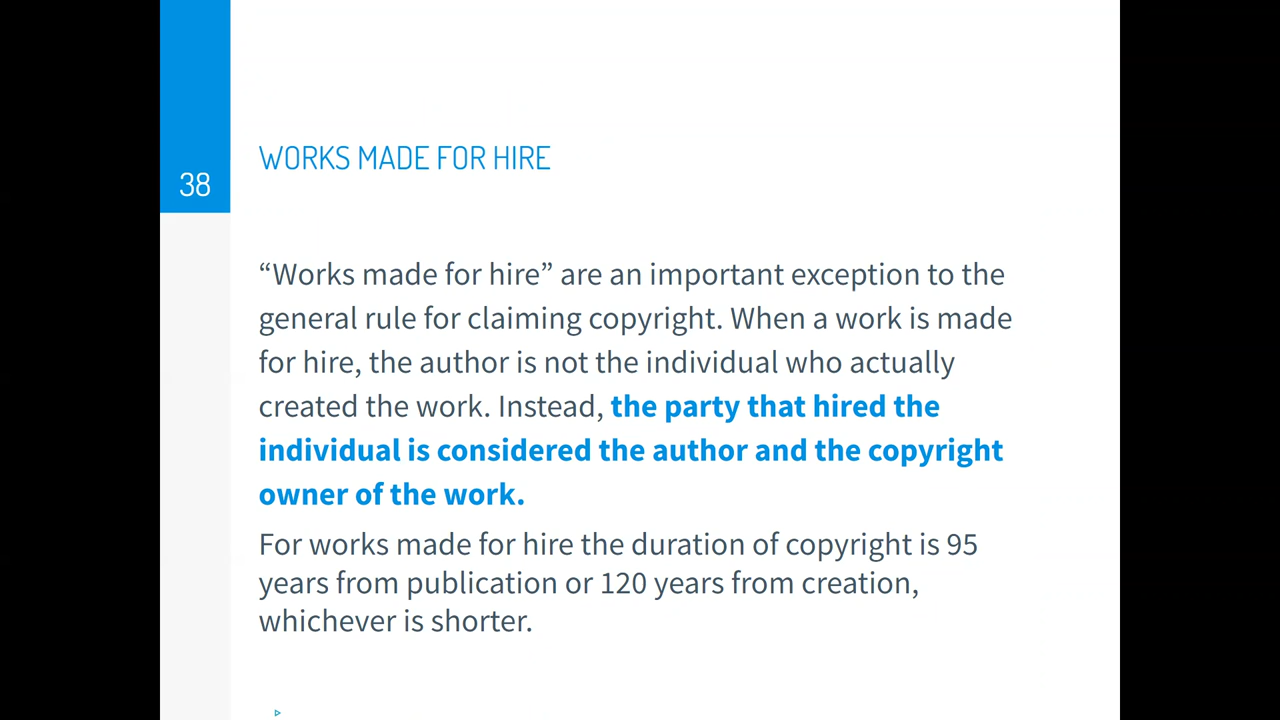 WORKS MADE FOR HIRE
38
“Works made for hire” are an important exception to the
general rule for claiming copyright. When a work is made
for hire, the author is not the individual who actually
created the work. Instead, the party that hired the
individual is considered the author and the copyright
owner of the work.
For works made for hire the duration of copyright is 95
years from publication or 120 years from creation,
whichever is shorter.